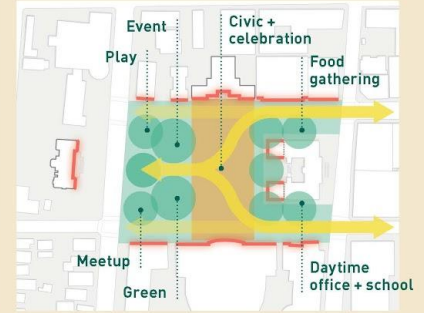 Event
Play
Civic +
celebration
Food
gathering
Meetup
Green
Daytime
office + school